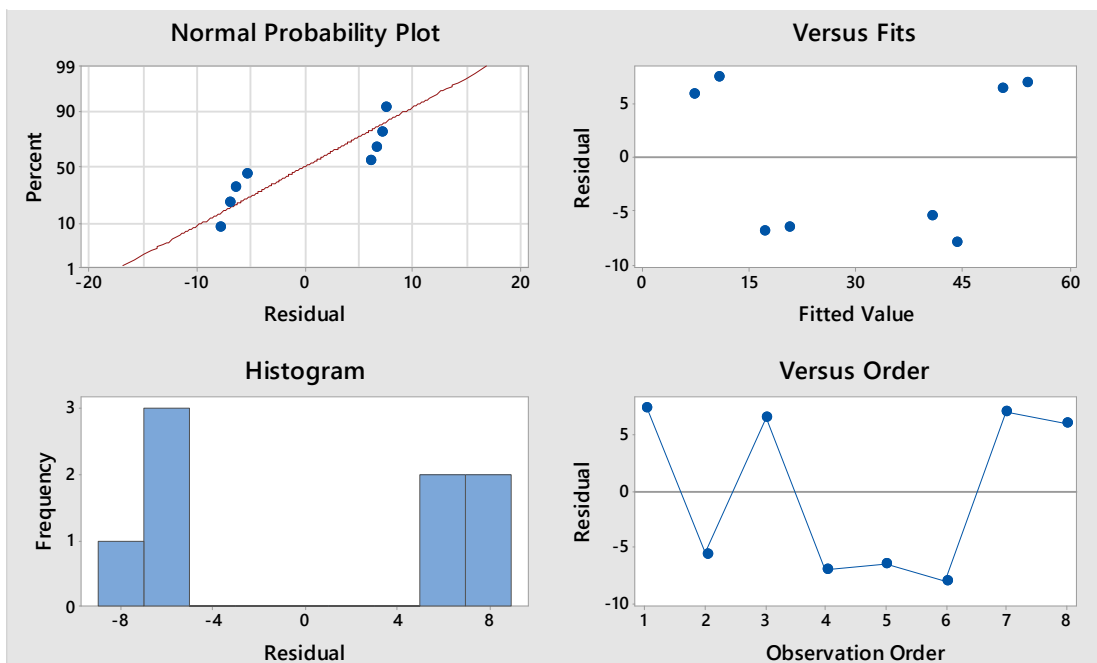 Normal Probability Plot
99
90
50
10
1
Percent
-20 -10 0 10 20
Residual
Versus Fits
5
0
-5
-10
Residual
0 15 30 45 60
Fitted Value
Histogram
3
2
1
0
Frequency
-8 -4 0 4 8
Residual
Versus Order
5
0
-5
-10
Residual
1 2 3 4 5 6 7 8
Observation Order